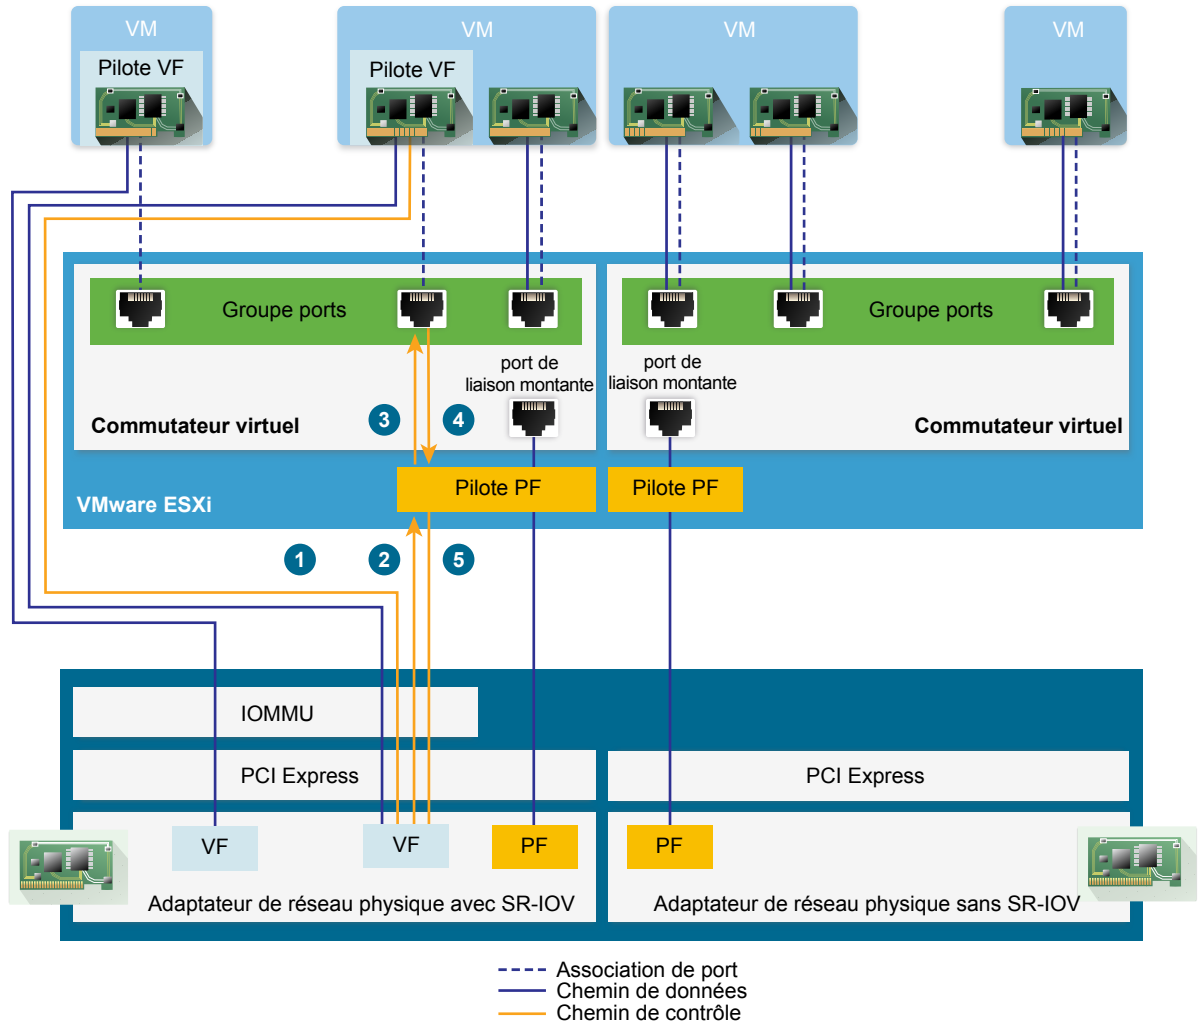 VM
VM
VM
VM
Pilote VF
Pilote VF
Groupe ports
Groupe ports
port de
liaison montante
port de
liaison montante
3
4
Commutateur virtuel
Commutateur virtuel
Pilote PF
Pilote PF
VMware ESXi
1
2
5
IOMMU
PCI Express
PCI Express
VF
VF
PF
PF
Adaptateur de réseau physique avec SR-IOV
Adaptateur de réseau physique sans SR-IOV
Association de port
Chemin de données
Chemin de contrôle